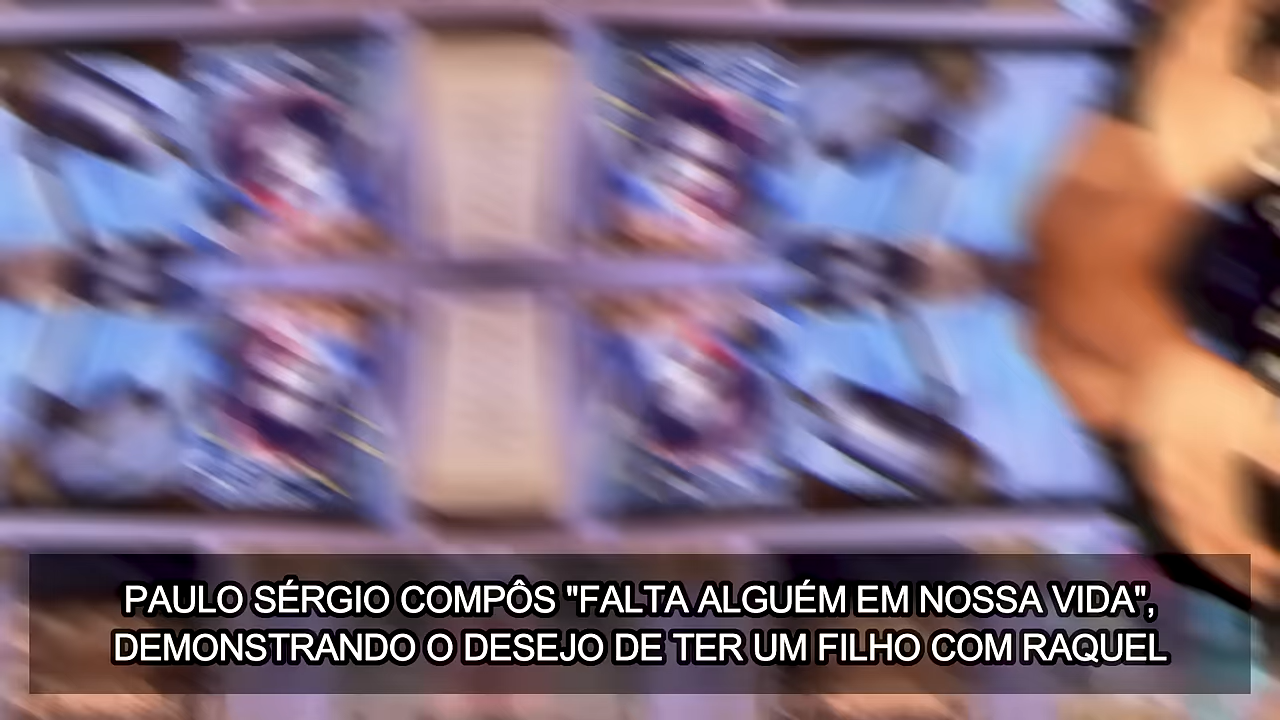 PAULO SÉRGIO COMPÔS "FALTA ALGUÉM EM NOSSA VIDA",
DEMONSTRANDO O DESEJO DE TER UM FILHO COM RAQUEL